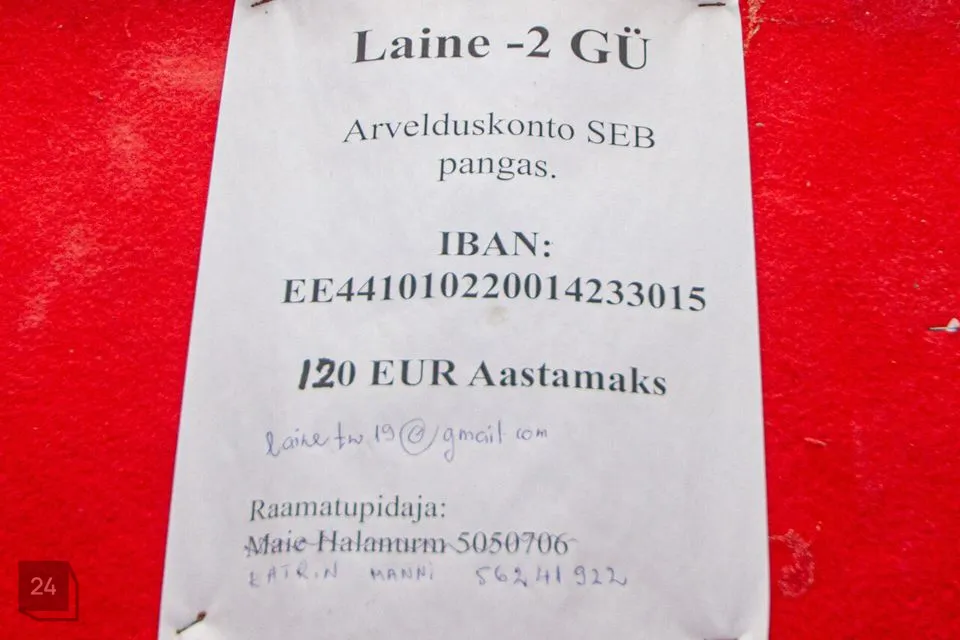 Laine -2 GÜ
Arvelduskonto SEB
pangas.
IBAN:
EE441010220014233015
120 EUR Aastamaks
lainetw19@gmail.com
Raamatupidaja:
Maie Halanurm 5050706
KATRIN MANNI 56241922
24